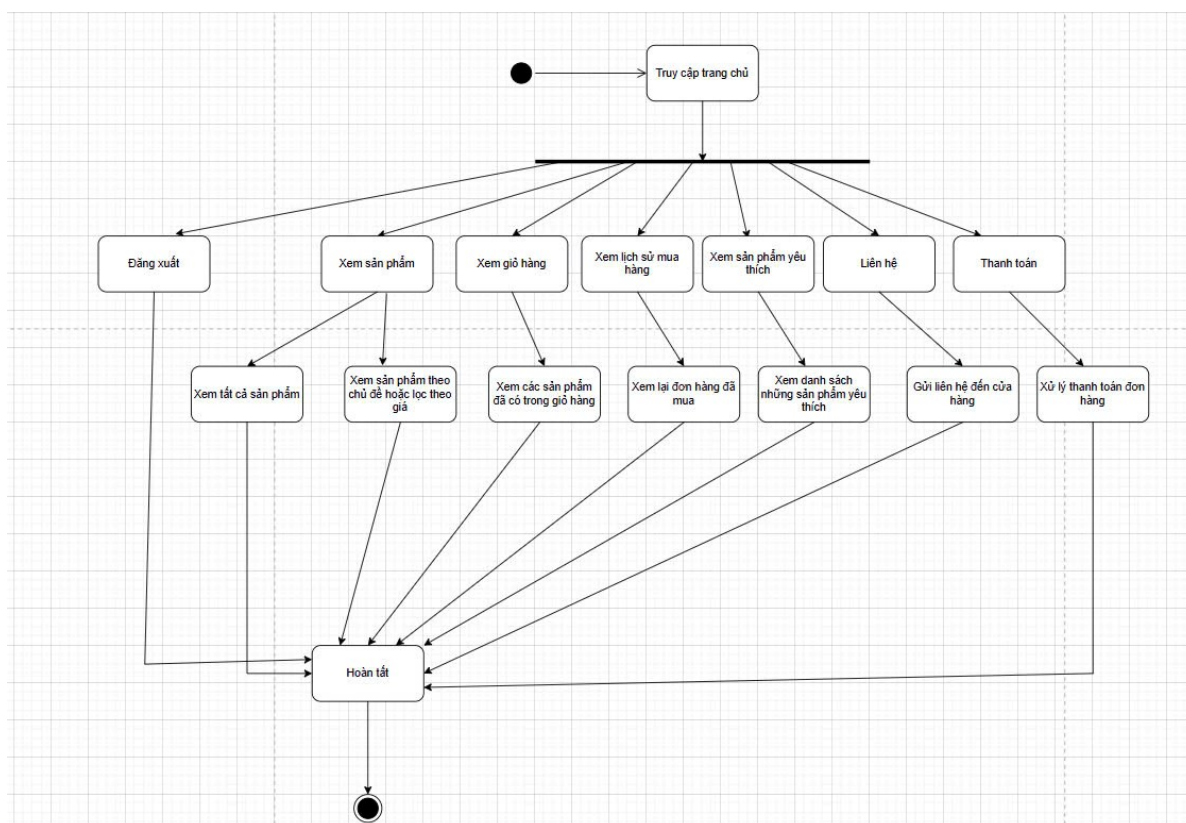 Truy cập trang chủ
Đăng xuất
Xem sản phẩm
Xem giỏ hàng
Xem lịch sử mua
hàng
Xem sản phẩm yêu
thích
Liên hệ
Thanh toán
Xem tất cả sản phẩm
Xem sản phẩm theo
chủ đề hoặc lọc theo
giá
Xem các sản phẩm
đã có trong giỏ hàng
Xem lại đơn hàng đã
mua
Xem danh sách
những sản phẩm yêu
thích
Gửi liên hệ đến cửa
hàng
Xử lý thanh toán đơn
hàng
Hoàn tất